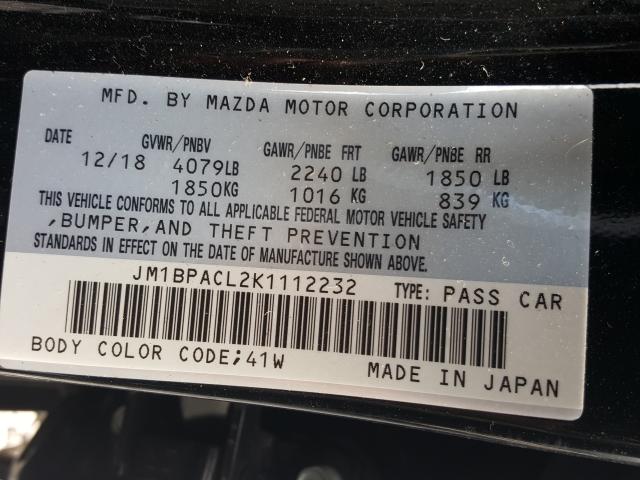 MFD. BY MAZDA MOTOR CORPORATION
DATE GVWR/PNBV GAWR/PNBE FRT GAWR/PNBE RR
12/18 4079LB 2240 LB 1850 LB
1850KG 1016 KG 839 KG
THIS VEHICLE CONFORMS TO ALL APPLICABLE FEDERAL MOTOR VEHICLE SAFETY
,BUMPER,AND THEFT PREVENTION
STANDARDS IN EFFECT ON THE DATE OF MANUFACTURE SHOWN ABOVE.
JM1BPACL2K1112232 TYPE: PASS CAR
BODY COLOR CODE;41W MADE IN JAPAN